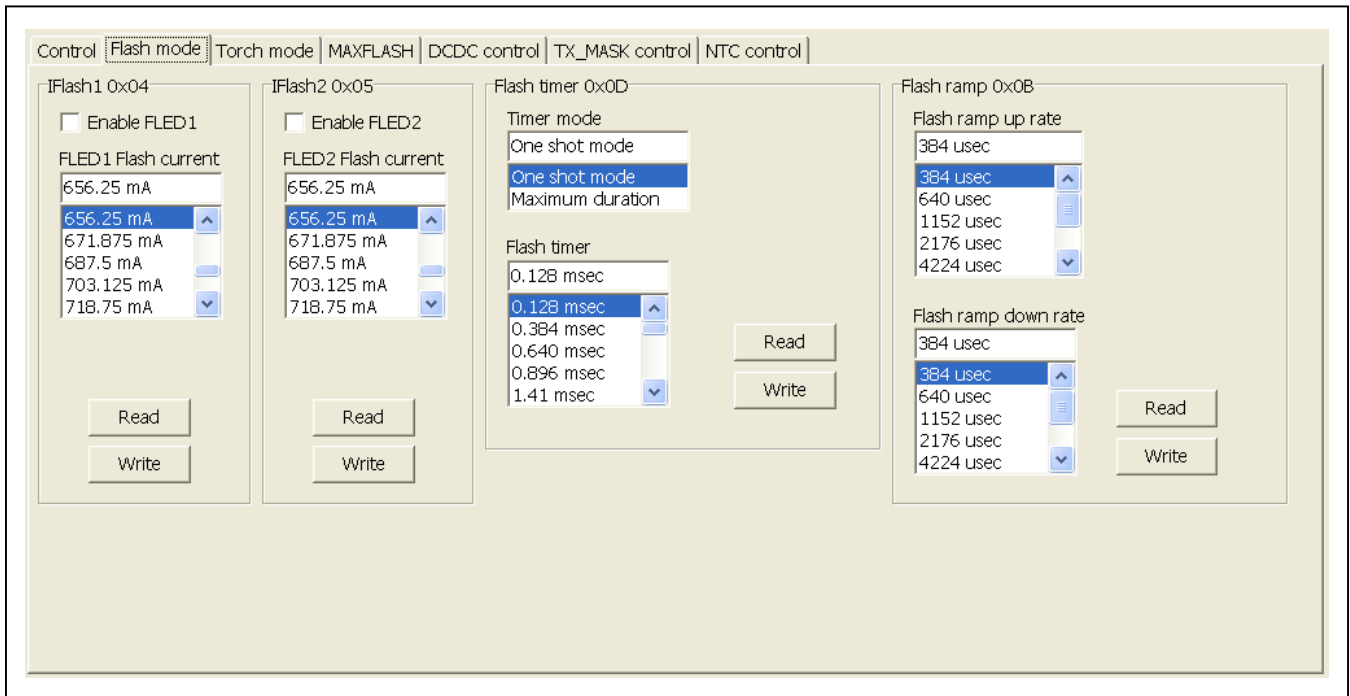 Control Flash mode Torch mode MAXFLASH DCDC control TX_MASK control NTC control
IFlash1 0x04
Enable FLED1
FLED1 Flash current
656.25 mA
656.25 mA
671.875 mA
687.5 mA
703.125 mA
718.75 mA
Read
Write
IFlash2 0x05
Enable FLED2
FLED2 Flash current
656.25 mA
656.25 mA
671.875 mA
687.5 mA
703.125 mA
718.75 mA
Read
Write
Flash timer 0x0D
Timer mode
One shot mode
One shot mode
Maximum duration
Flash timer
0.128 msec
0.128 msec
0.384 msec
0.640 msec
0.896 msec
1.41 msec
Read
Write
Flash ramp 0x0B
Flash ramp up rate
384 usec
384 usec
640 usec
1152 usec
2176 usec
4224 usec
Flash ramp down rate
384 usec
384 usec
640 usec
1152 usec
2176 usec
4224 usec
Read
Write